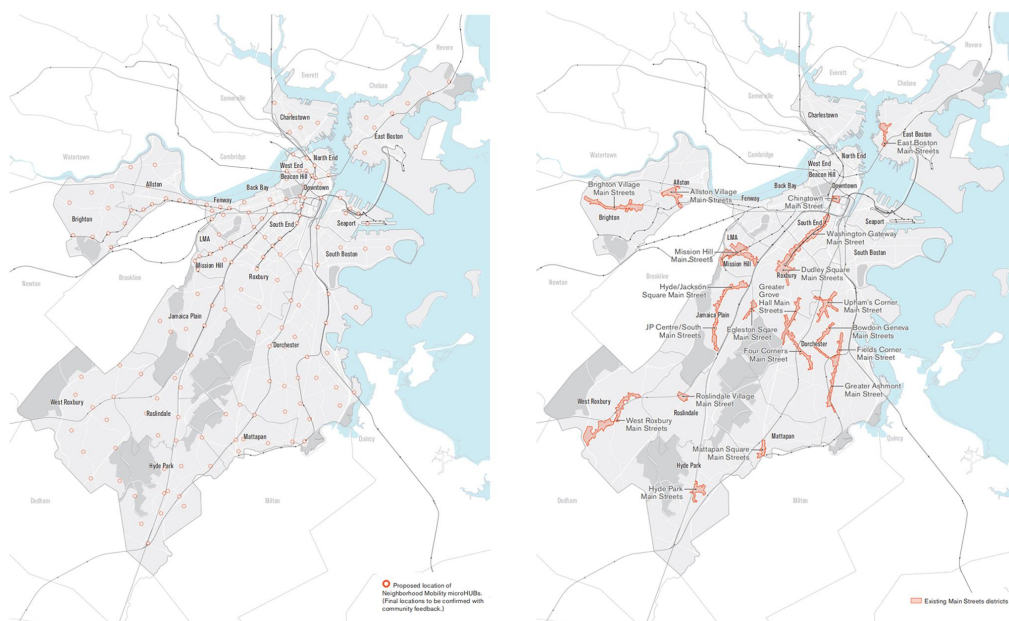 Revere
Everett
Chelsea
Somerville
Charlestown
East Boston
Watertown
Cambridge
North End
West End
Beacon Hill
Allston
Back Bay
Downtown
Fenway
Brighton
South End
Seaport
LMA
South Boston
Mission Hill
Roxbury
Brookline
Newton
Jamaica Plain
Dorchester
West Roxbury
Roslindale
Mattapan
Quincy
Hyde Park
Dedham
Milton
Proposed location of
Neighborhood Mobility microHUBs.
(Final locations to be confirmed with
community feedback.)
Revere
Everett
Chelsea
Somerville
Charlestown
East Boston
East Boston
Main Streets
Watertown
Cambridge
North End
West End
Beacon Hill
Allston
Back Bay
Downtown
Brighton Village
Main Streets
Allston Village
Main Streets
Chinatown
Main Street
Fenway
Brighton
South End
Seaport
Washington Gateway
Main Street
LMA
South Boston
Mission Hill
Main Streets
Mission Hill
Dudley Square
Main Streets
Roxbury
Brookline
Newton
Hyde/Jackson
Square Main Street
Greater
Grove
Hall Main
Streets
Upham's Corner
Main Street
Jamaica Plain
JP Centre/South
Main Streets
Egleston Sqare
Main Street
Bowdoin Geneva
Main Streets
Four Corners
Main Street
Dorchester
Fields Corner
Main Street
Greater Ashmont
Main Street
West Roxbury
Roslindale Village
Main Street
Roslindale
West Roxbury
Main Streets
Mattapan
Quincy
Mattapan Square
Main Streets
Hyde Park
Hyde Park
Main Streets
Dedham
Milton
Existing Main Streets districts